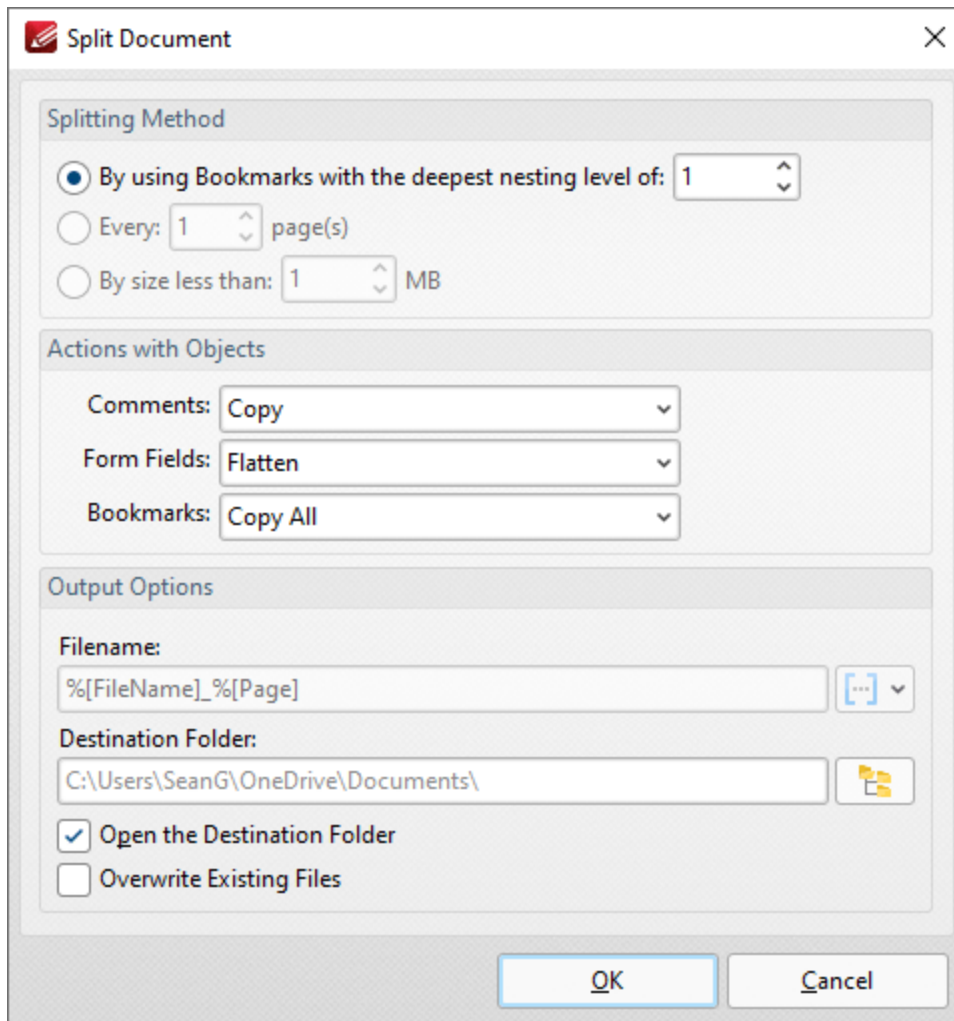 Split Document
Splitting Method
By using Bookmarks with the deepest nesting level of: 1
Every: 1 page(s)
By size less than: 1 MB
Actions with Objects
Comments: Copy
Form Fields: Flatten
Bookmarks: Copy All
Output Options
Filename:
%[FileName]_%[Page]
Destination Folder:
C:\Users\SeanG\OneDrive\Documents\
Open the Destination Folder
Overwrite Existing Files
OK Cancel